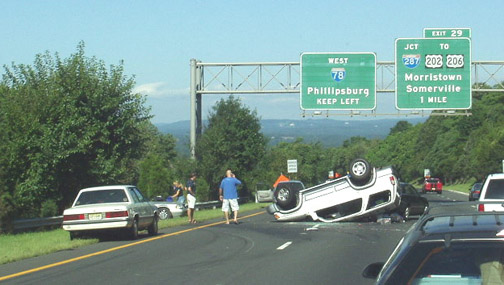 WEST
78
Phillipsburg
KEEP LEFT
EXIT 29
JCT TO
287 202 206
Morristown
Somerville
1 MILE